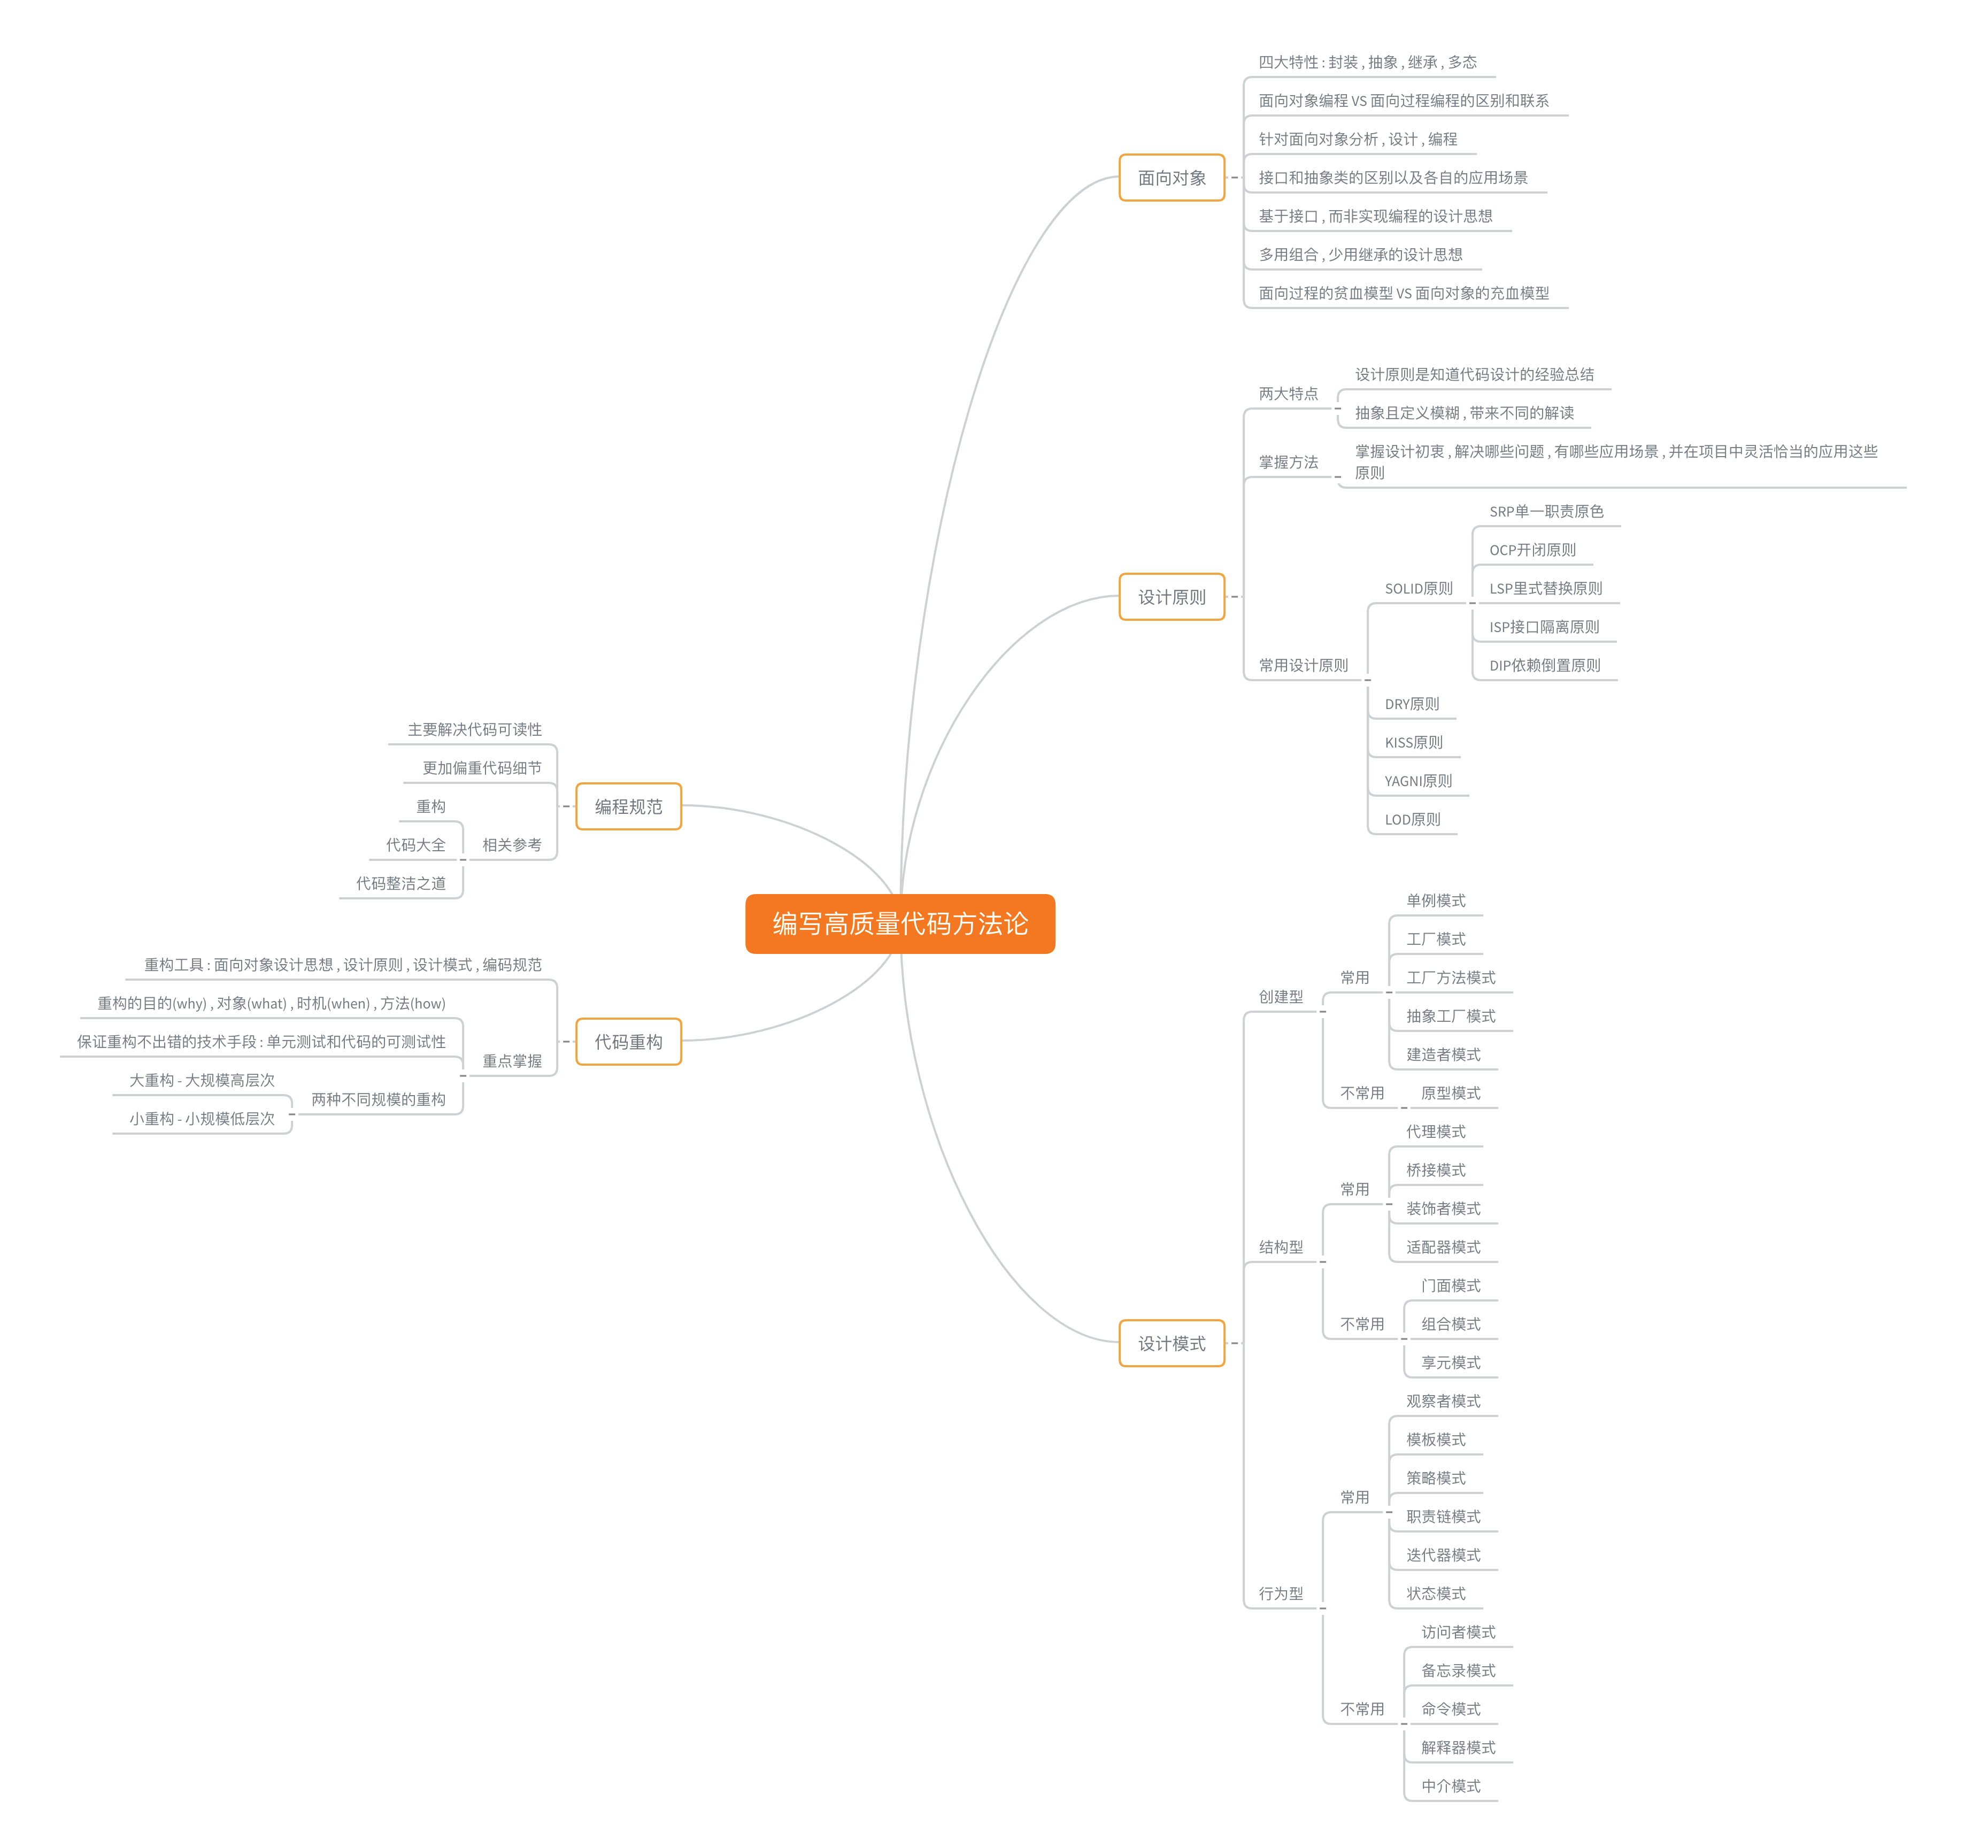 编写高质量代码方法论
面向对象
四大特性 : 封装 , 抽象 , 继承 , 多态
面向对象编程 VS 面向过程编程的区别和联系
针对面向对象分析 , 设计 , 编程
接口和抽象类的区别以及各自的应用场景
基于接口 , 而非实现编程的设计思想
多用组合 , 少用继承的设计思想
面向过程的贫血模型 VS 面向对象的充血模型
设计原则
两大特点
设计原则是知道代码设计的经验总结
抽象且定义模糊 , 带来不同的解读
掌握方法
掌握设计初衷 , 解决哪些问题 , 有哪些应用场景 , 并在项目中灵活恰当的应用这些
原则
常用设计原则
SOLID原则
SRP单一职责原色
OCP开闭原则
LSP里式替换原则
ISP接口隔离原则
DIP依赖倒置原则
DRY原则
KISS原则
YAGNI原则
LOD原则
设计模式
创建型
常用
单例模式
工厂模式
工厂方法模式
抽象工厂模式
建造者模式
不常用
原型模式
结构型
常用
代理模式
桥接模式
装饰者模式
适配器模式
不常用
门面模式
组合模式
享元模式
行为型
常用
观察者模式
模板模式
策略模式
职责链模式
迭代器模式
状态模式
不常用
访问者模式
备忘录模式
命令模式
解释器模式
中介模式
编程规范
主要解决代码可读性
更加偏重代码细节
相关参考
重构
代码大全
代码整洁之道
代码重构
重构工具 : 面向对象设计思想 , 设计原则 , 设计模式 , 编码规范
重点掌握
重构的目的(why) , 对象(what) , 时机(when) , 方法(how)
保证重构不出错的技术手段 : 单元测试和代码的可测试性
两种不同规模的重构
大重构 - 大规模高层次
小重构 - 小规模低层次